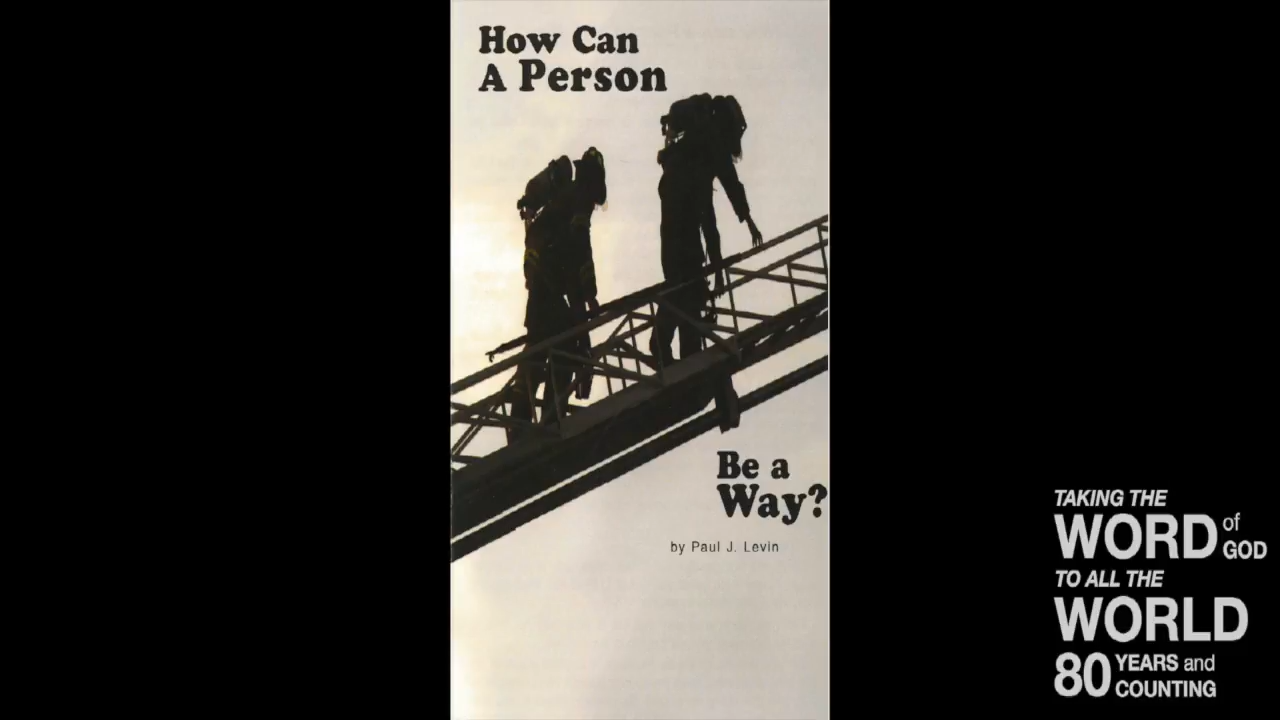 How Can
A Person
Be a
Way?
by Paul J. Levin
TAKING THE
WORD of
GOD
TO ALL THE
WORLD
80 YEARS and
COUNTING